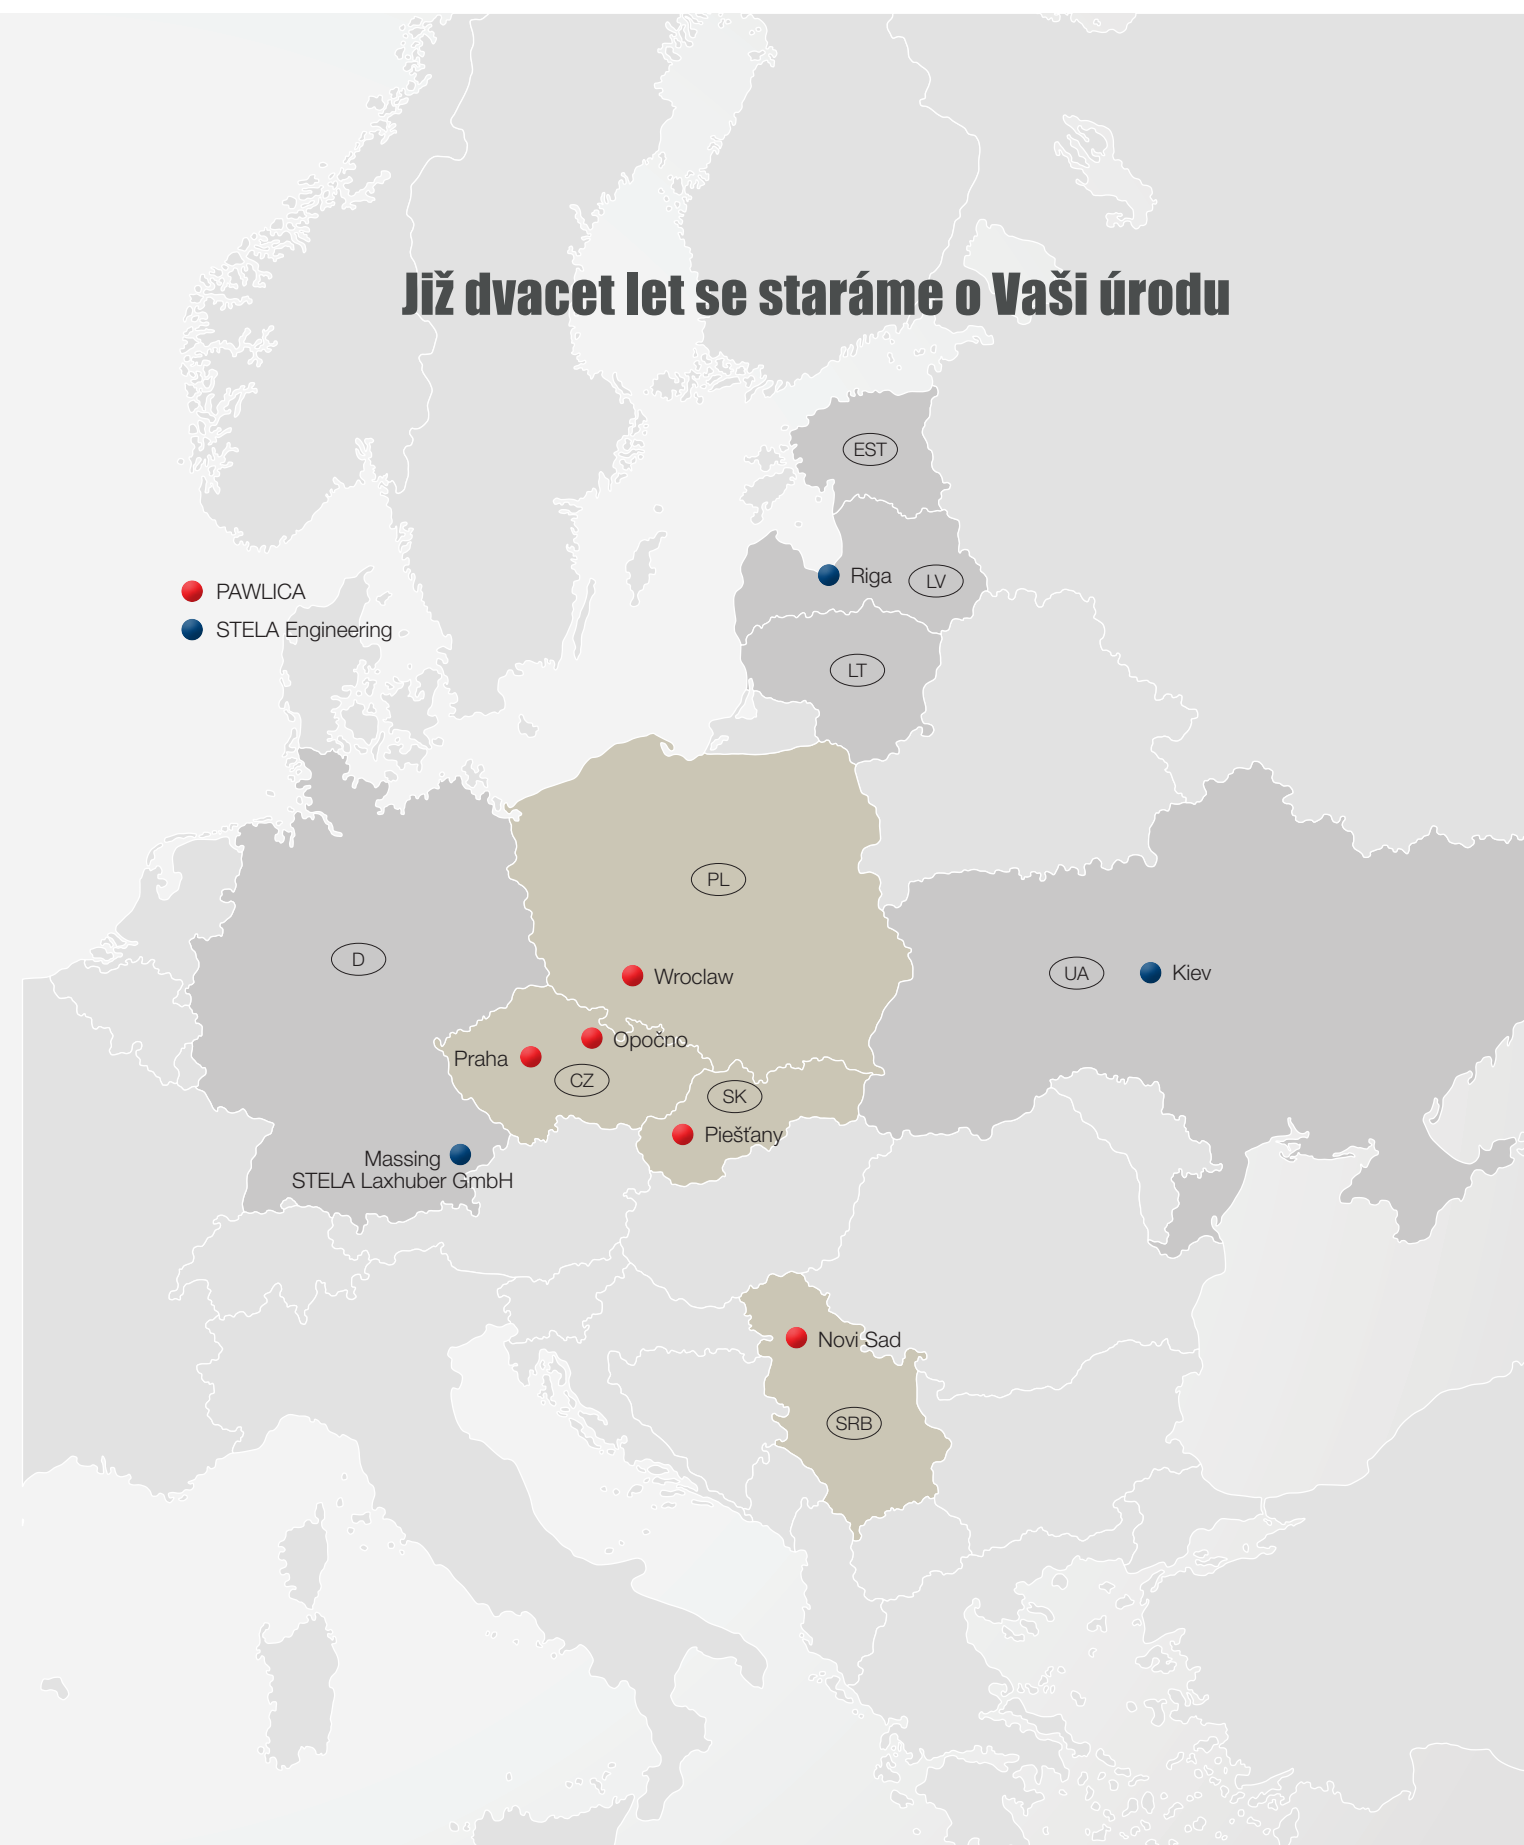 Již dvacet let se staráme o Vaši úrodu
EST
PAWLICA
Riga
LV
STELA Engineering
LT
PL
D
Wroclaw
UA
Kiev
Opočno
Praha
CZ
SK
Piešťany
Massing
STELA Laxhuber GmbH
Novi Sad
SRB